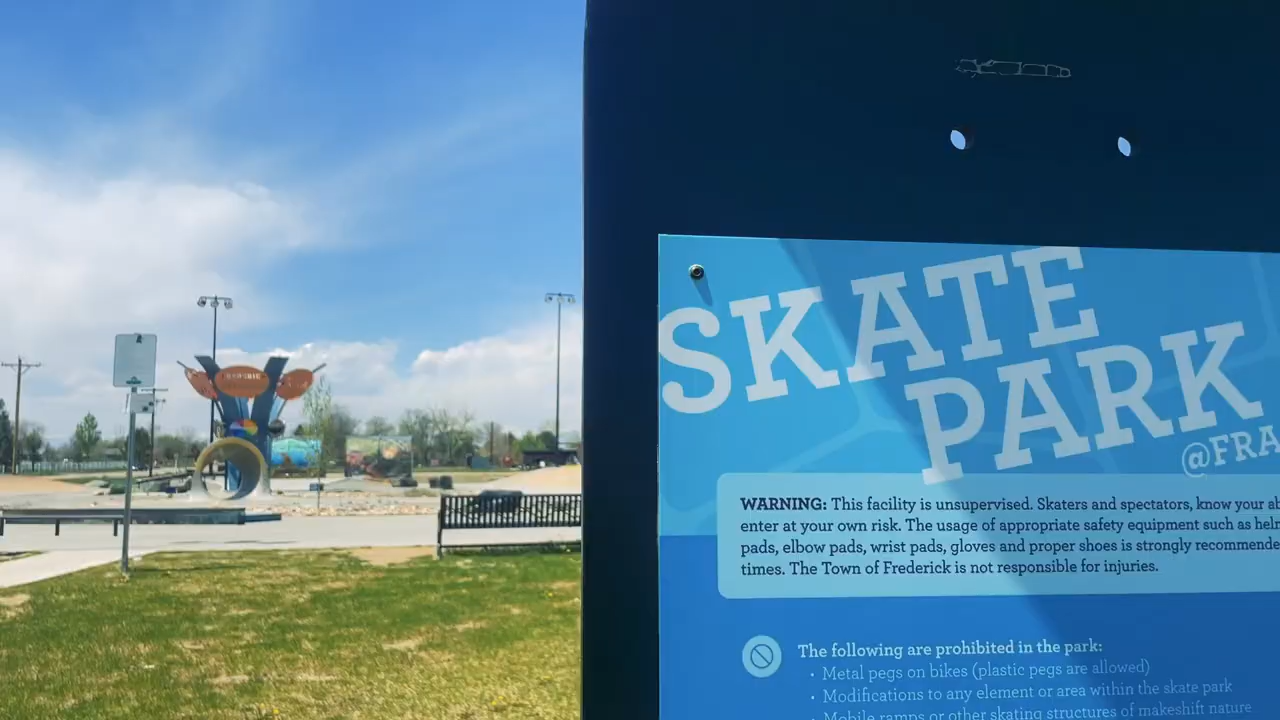 SKATE
PARK
@FRA
WARNING: This facility is unsupervised. Skaters and spectators, know your ab
enter at your own risk. The usage of appropriate safety equipment such as hel
pads, elbow pads, wrist pads, gloves and proper shoes is strongly recommende
times. The Town of Frederick is not responsible for injuries.
The following are prohibited in the park:
• Metal pegs on bikes (plastic pegs are allowed)
• Modifications to any element or area within the skate park
• Mobile ramps or other skating structures of makeshift nature